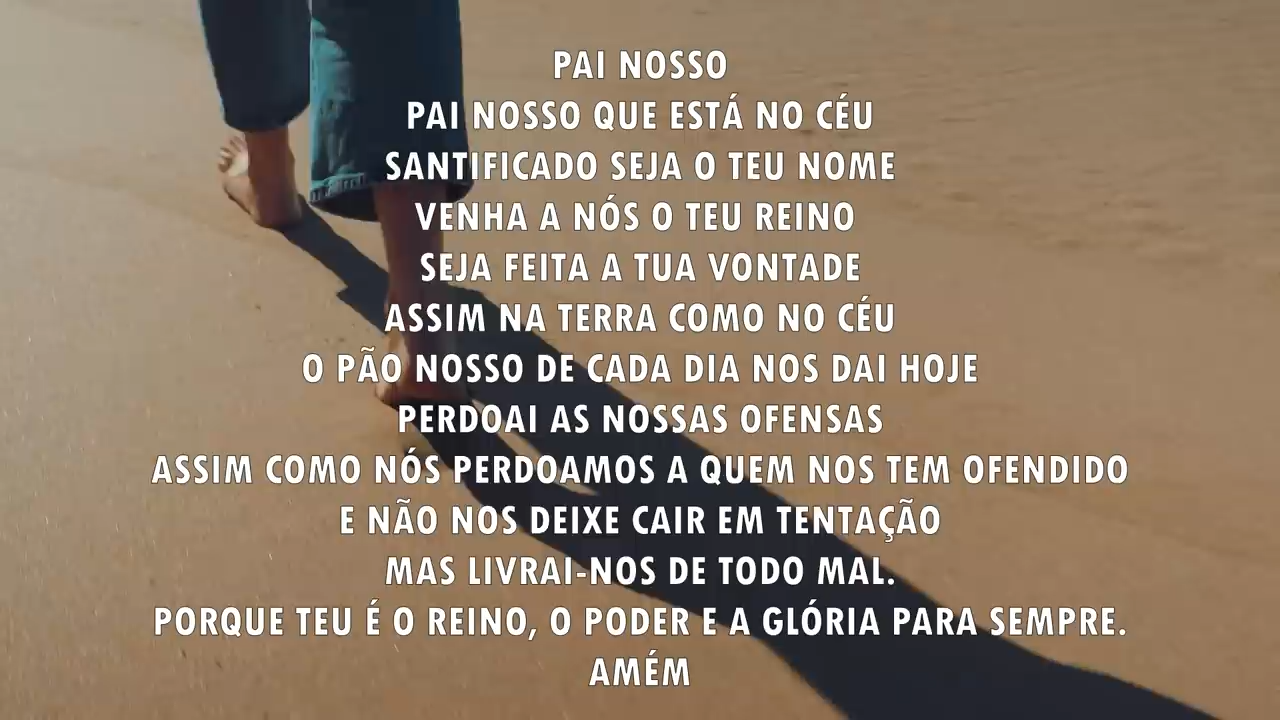 PAI NOSSO
PAI NOSSO QUE ESTÁ NO CÉU
SANTIFICADO SEJA O TEU NOME
VENHA A NÓS O TEU REINO
SEJA FEITA A TUA VONTADE
ASSIM NA TERRA COMO NO CÉU
O PÃO NOSSO DE CADA DIA NOS DAI HOJE
PERDOAI AS NOSSAS OFENSAS
ASSIM COMO NÓS PERDOAMOS A QUEM NOS TEM OFENDIDO
E NÃO NOS DEIXE CAIR EM TENTAÇÃO
MAS LIVRAI-NOS DE TODO MAL.
PORQUE TEU É O REINO, O PODER E A GLÓRIA PARA SEMPRE.
AMÉM